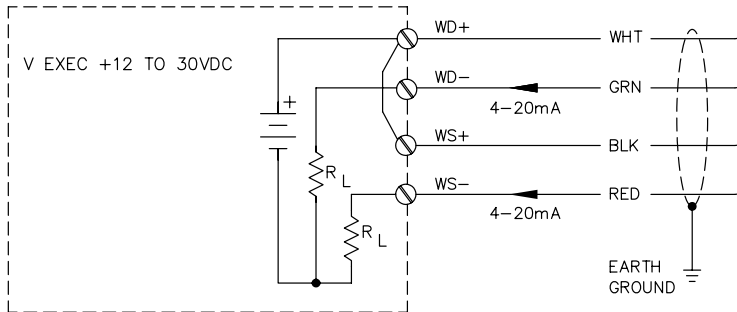 WD+
WHT
V EXEC +12 TO 30VDC
WD-
GRN
+
4-20mA
WS+
BLK
R L
WS-
RED
R L
4-20mA
EARTH
GROUND